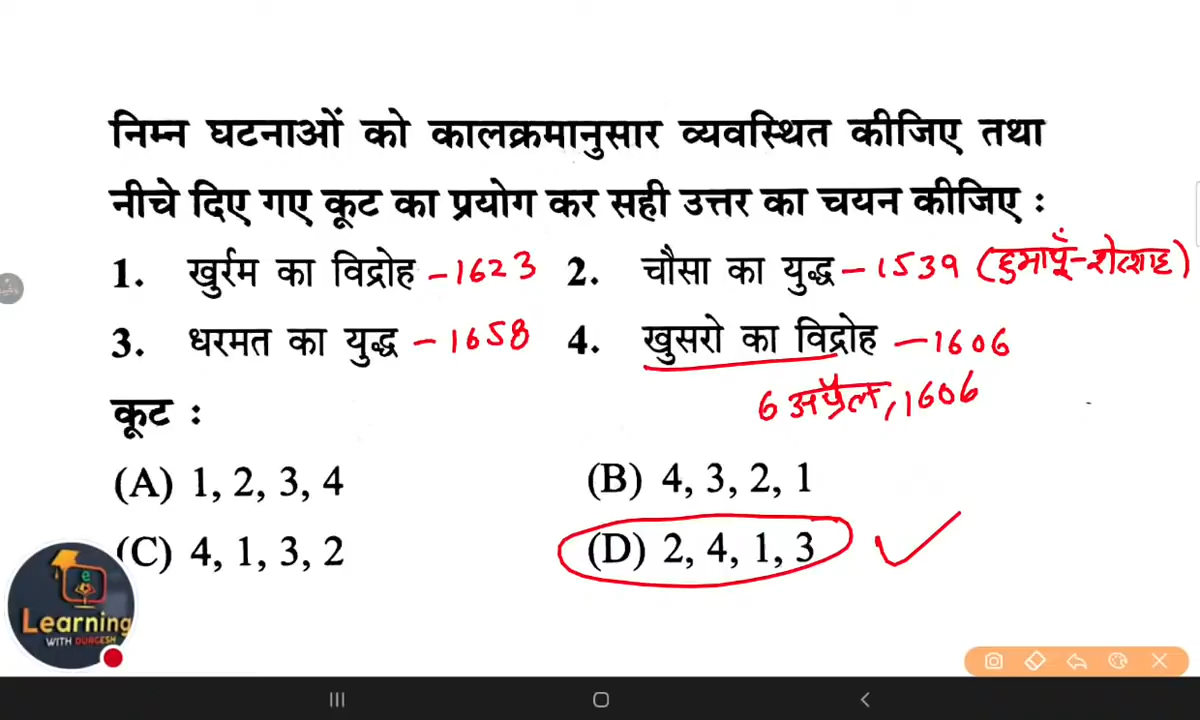 निम्न घटनाओं को कालक्रमानुसार व्यवस्थित कीजिए तथा
नीचे दिए गए कूट का प्रयोग कर सही उत्तर का चयन कीजिए :
1. खुर्रम का विद्रोह – 1623 2. चौसा का युद्ध – 1539 (हुमायूँ – शेरशाह)
3. धरमत का युद्ध – 1658 4. खुसरो का विद्रोह – 1606
6 अप्रैल, 1606
कूट :
(A) 1, 2, 3, 4 (B) 4, 3, 2, 1
(C) 4, 1, 3, 2 (D) 2, 4, 1, 3
e
Learning
WITH DURGESH